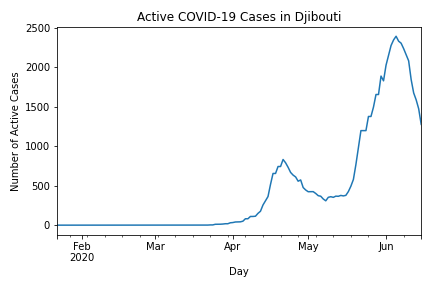 Active COVID-19 Cases in Djibouti
Number of Active Cases
2500
2000
1500
1000
500
0
Feb
2020
Mar
Apr
May
Jun
Day